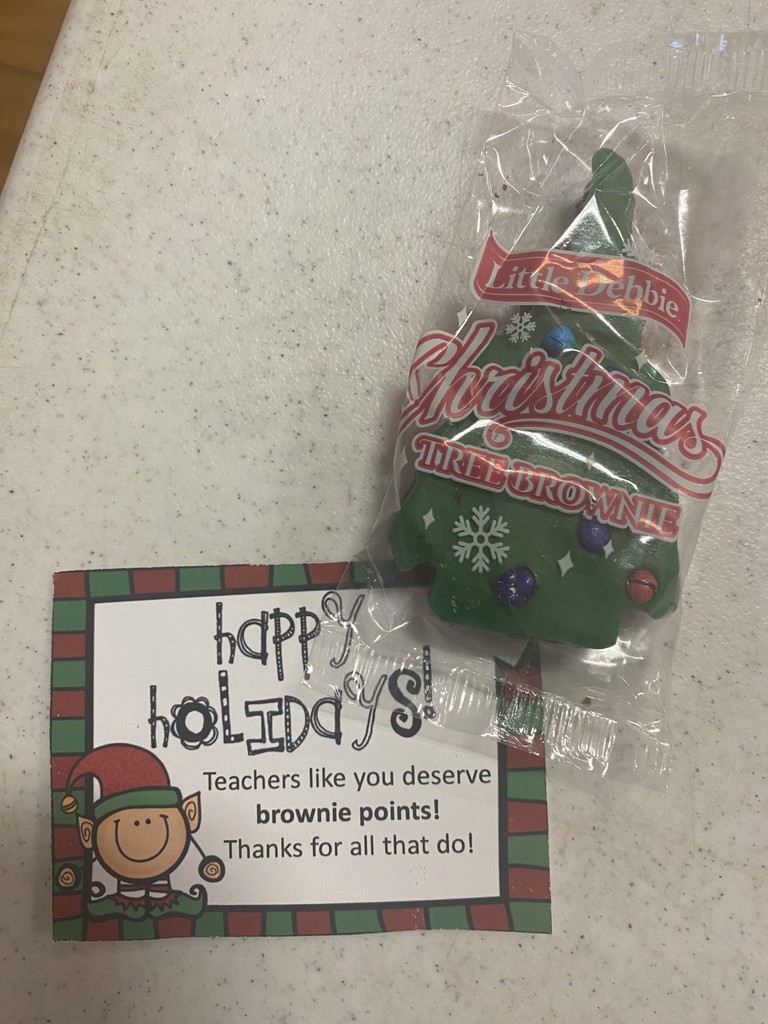 Little Debbie
Christmas
TREE BROWNIE
happy
hOLIDayS!
Teachers like you deserve
brownie points!
Thanks for all that do!